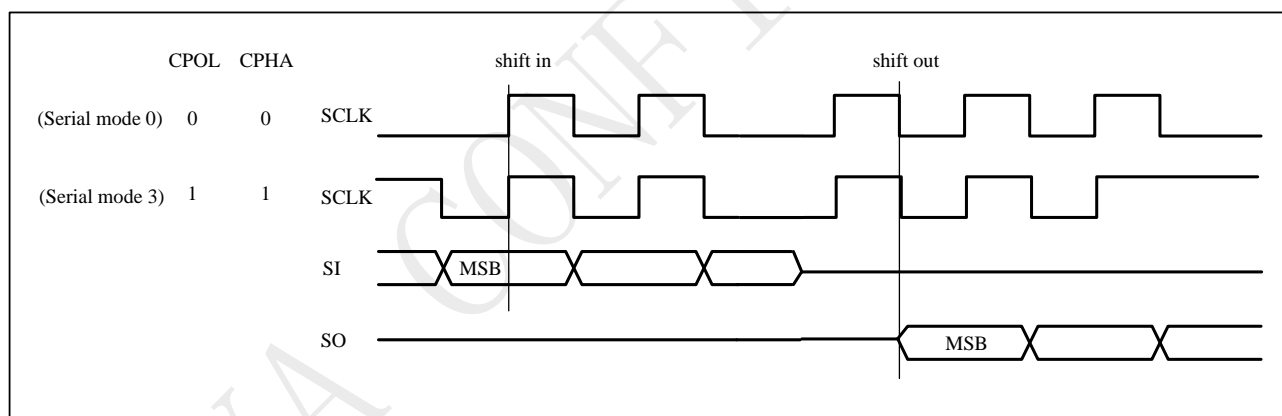 CPOL CPHA shift in shift out
(Serial mode 0) 0 0 SCLK
(Serial mode 3) 1 1 SCLK
SI MSB
SO MSB